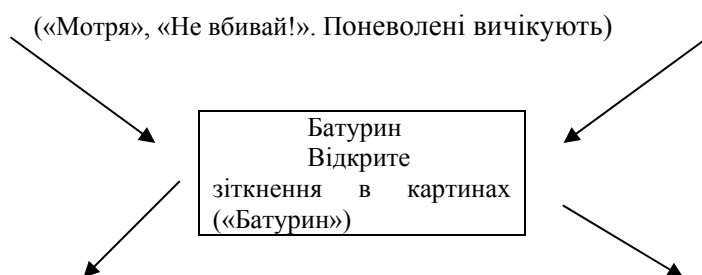 («Мотря», «Не вбивай!». Поневолені вичікують)
Батурин
Відкрите
зіткнення в картинах
(«Батурин»)